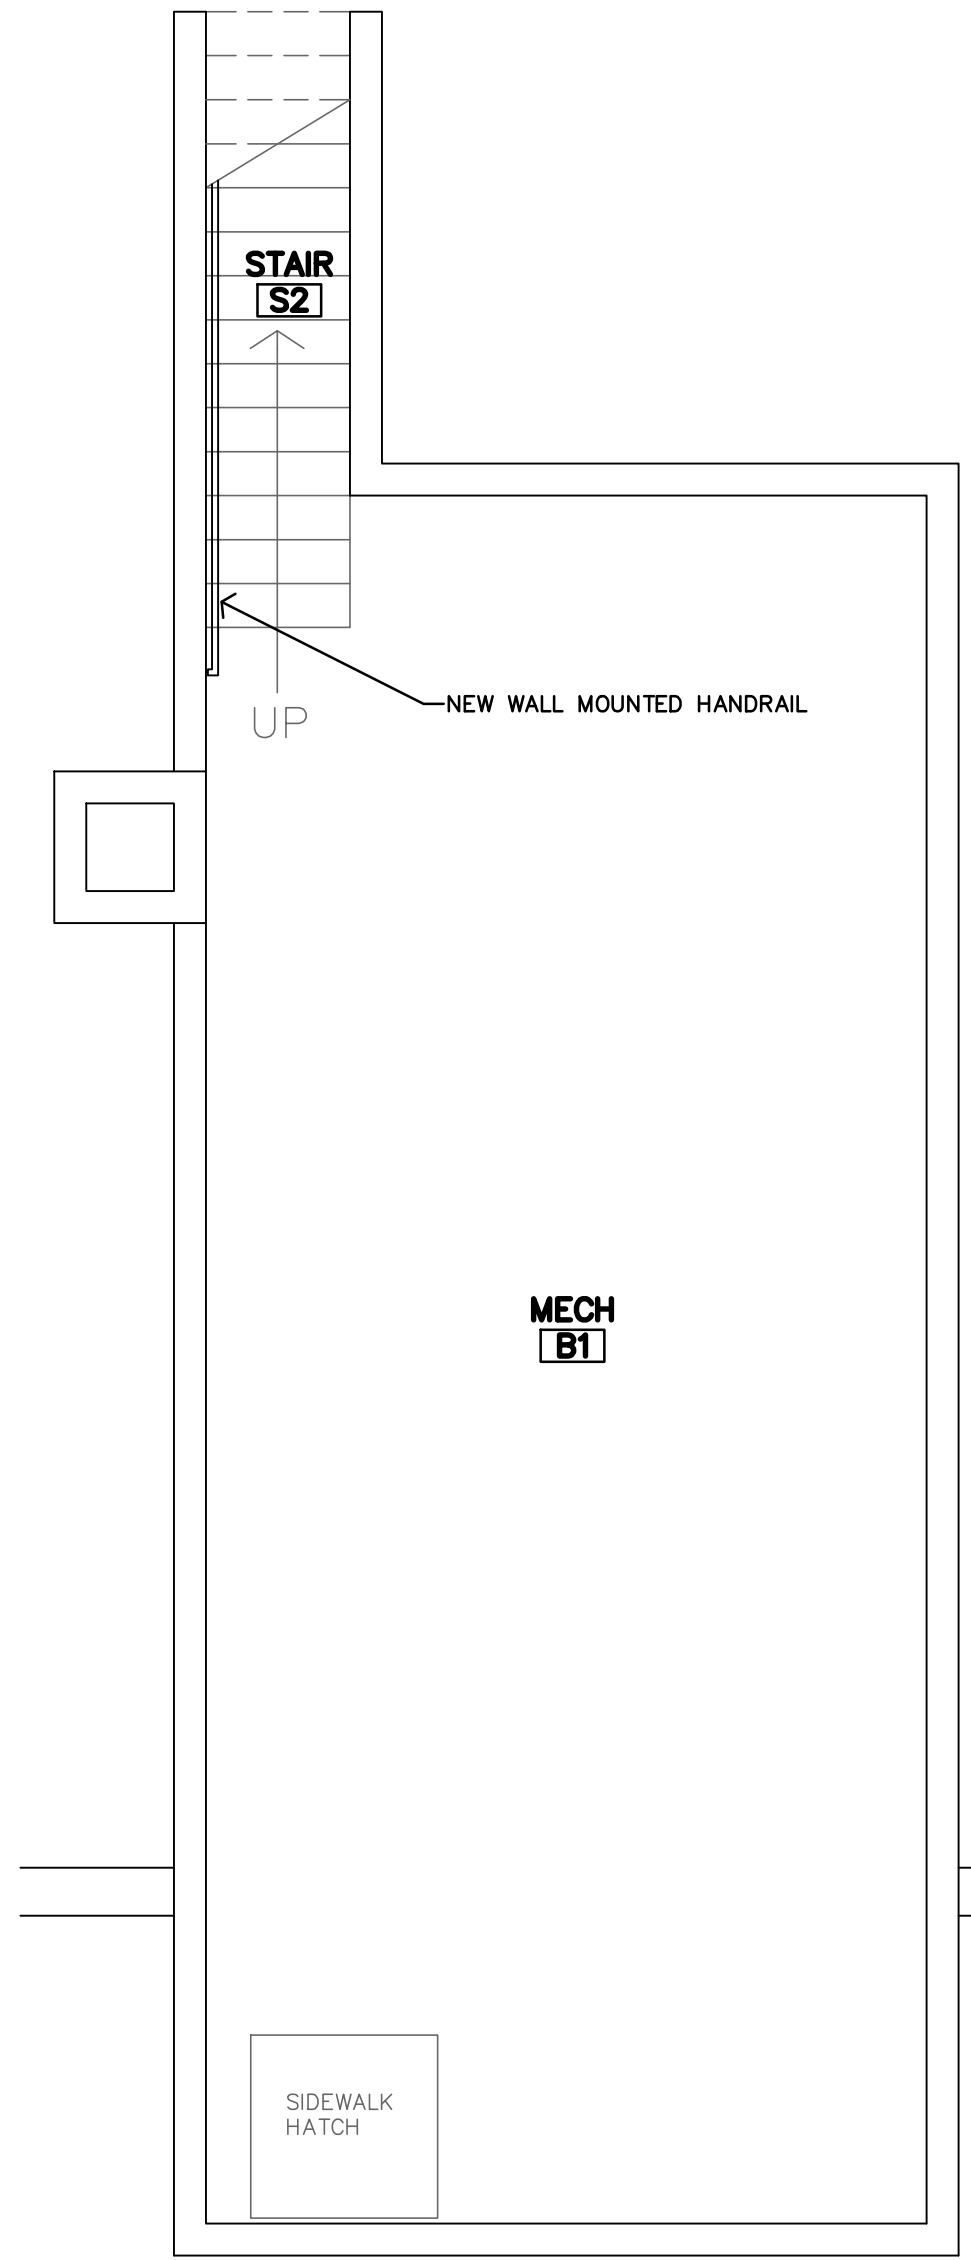 STAIR
S2
NEW WALL MOUNTED HANDRAIL
UP
MECH
B1
SIDEWALK
HATCH